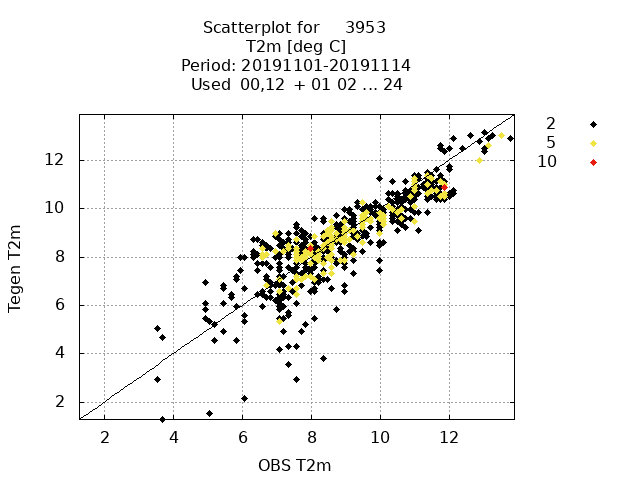 Scatterplot for 3953
T2m [deg C]
Period: 20191101-20191114
Used 00,12 + 01 02 ... 24
2
5
10
12
10
8
6
4
2
Tegen T2m
2 4 6 8 10 12
OBS T2m